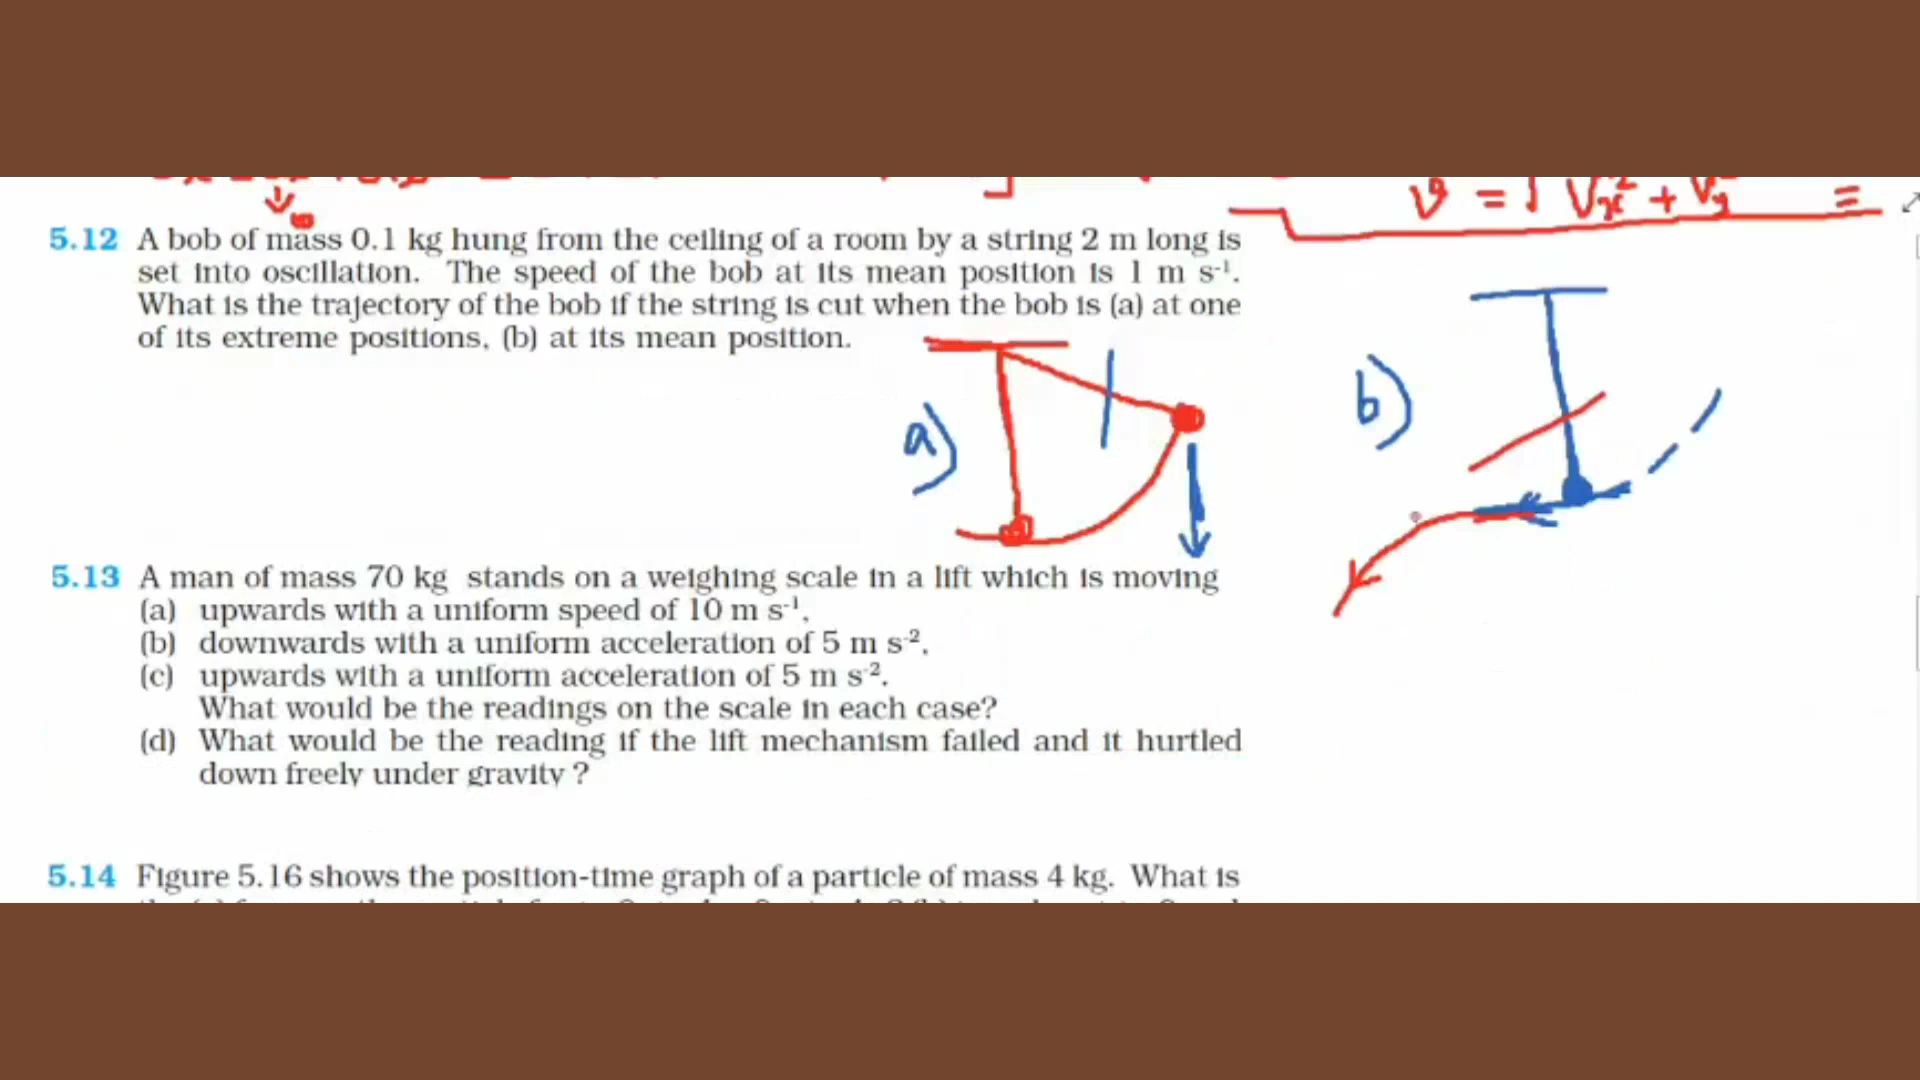 v = √ Vx² + Vy =
5.12 A bob of mass 0.1 kg hung from the ceiling of a room by a string 2 m long is
set into oscillation. The speed of the bob at its mean position is 1 m s⁻¹.
What is the trajectory of the bob if the string is cut when the bob is (a) at one
of its extreme positions, (b) at its mean position.
a)
b)
5.13 A man of mass 70 kg stands on a weighing scale in a lift which is moving
(a) upwards with a uniform speed of 10 m s⁻¹,
(b) downwards with a uniform acceleration of 5 m s⁻²,
(c) upwards with a uniform acceleration of 5 m s⁻².
What would be the readings on the scale in each case?
(d) What would be the reading if the lift mechanism failed and it hurtled
down freely under gravity ?
5.14 Figure 5.16 shows the position-time graph of a particle of mass 4 kg. What is